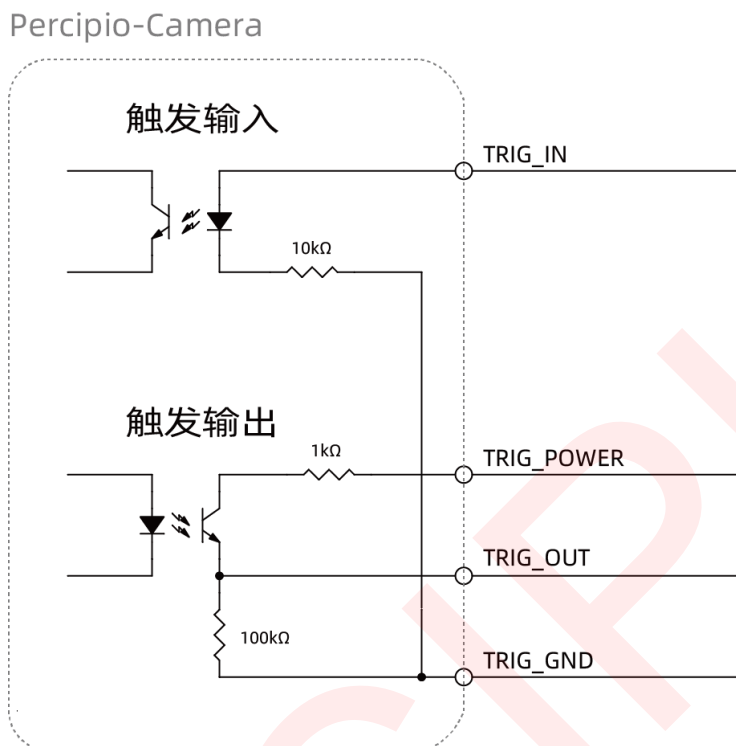 Percipio-Camera
触发输入
TRIG_IN
10kΩ
触发输出
1kΩ
TRIG_POWER
TRIG_OUT
100kΩ
TRIG_GND